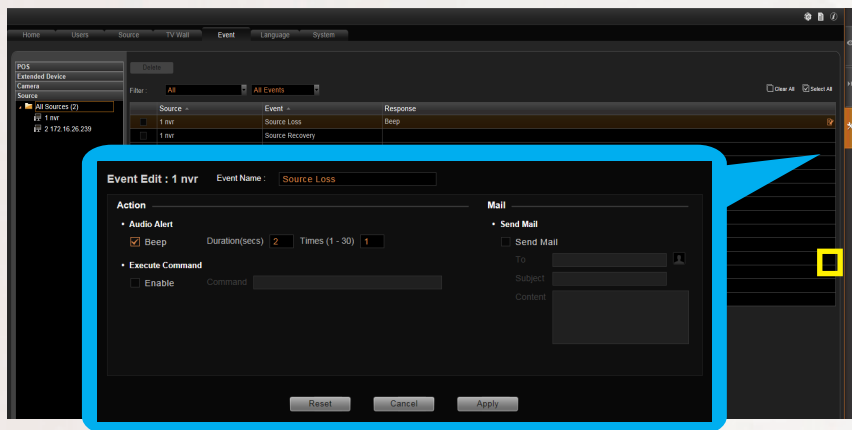 Home Users Source TV Wall Event Language System
POS
Extended Device
Camera
Source
All Sources (2)
1 nvr
2 172.16.26.239
Delete
Filter : All All Events Clear All Select All
Source Event Response
1 nvr Source Loss Beep
1 nvr Source Recovery
Event Edit : 1 nvr Event Name : Source Loss
Action
• Audio Alert
Beep Duration(secs) 2 Times (1 - 30) 1
• Execute Command
Enable Command
Mail
• Send Mail
Send Mail
To
Subject
Content
Reset Cancel Apply